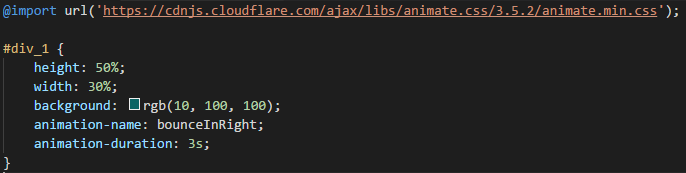 @import url('https://cdnjs.cloudflare.com/ajax/libs/animate.css/3.5.2/animate.min.css');
#div_1 {
height: 50%;
width: 30%;
background: rgb(10, 100, 100);
animation-name: bounceInRight;
animation-duration: 3s;
}